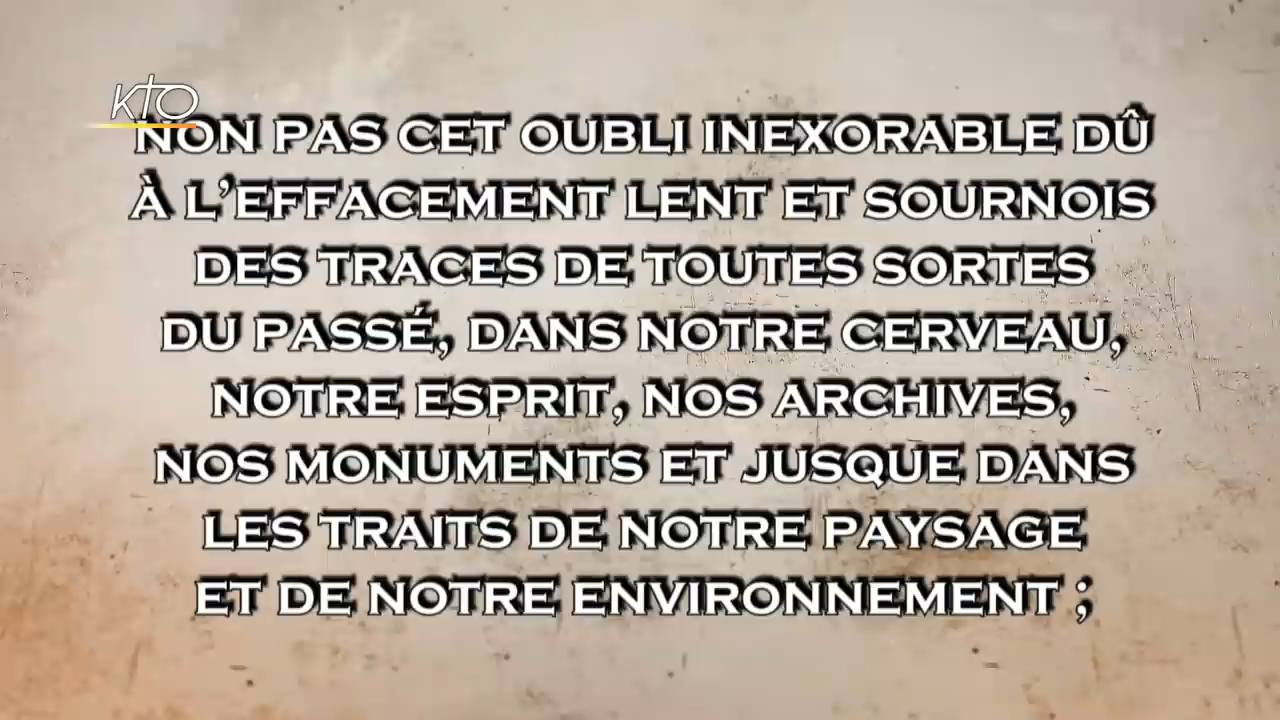 KTO
NON PAS CET OUBLI INEXORABLE DÛ
À L'EFFACEMENT LENT ET SOURNOIS
DES TRACES DE TOUTES SORTES
DU PASSÉ, DANS NOTRE CERVEAU,
NOTRE ESPRIT, NOS ARCHIVES,
NOS MONUMENTS ET JUSQUE DANS
LES TRAITS DE NOTRE PAYSAGE
ET DE NOTRE ENVIRONNEMENT ;